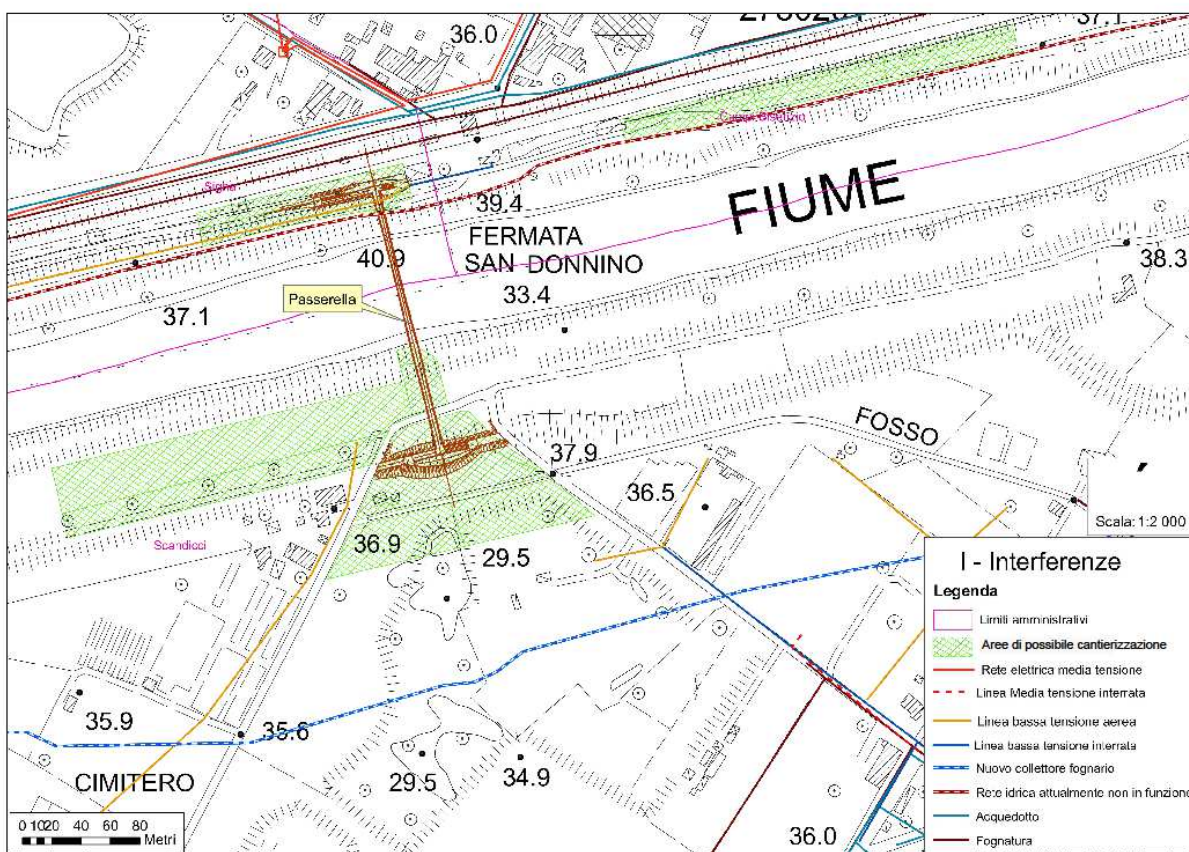 36.0
37.1
Signa
39.4
FIUME
FERMATA
SAN DONNINO
40.9
38.3
Passerella
33.4
37.1
FOSSO
37.9
36.5
Scala: 1:2 000
36.9
29.5
Scandicci
I - Interferenze
Legenda
Limiti amministrativi
Aree di possibile cantierizzazione
Rete elettrica media tensione
Linea Media tensione interrata
Linea bassa tensione aerea
Linea bassa tensione interrata
Nuovo collettore fognario
Rete idrica attualmente non in funzione
Acquedotto
Fognatura
35.9
35.6
CIMITERO
29.5
34.9
36.0
0 10 20 40 60 80
Metri